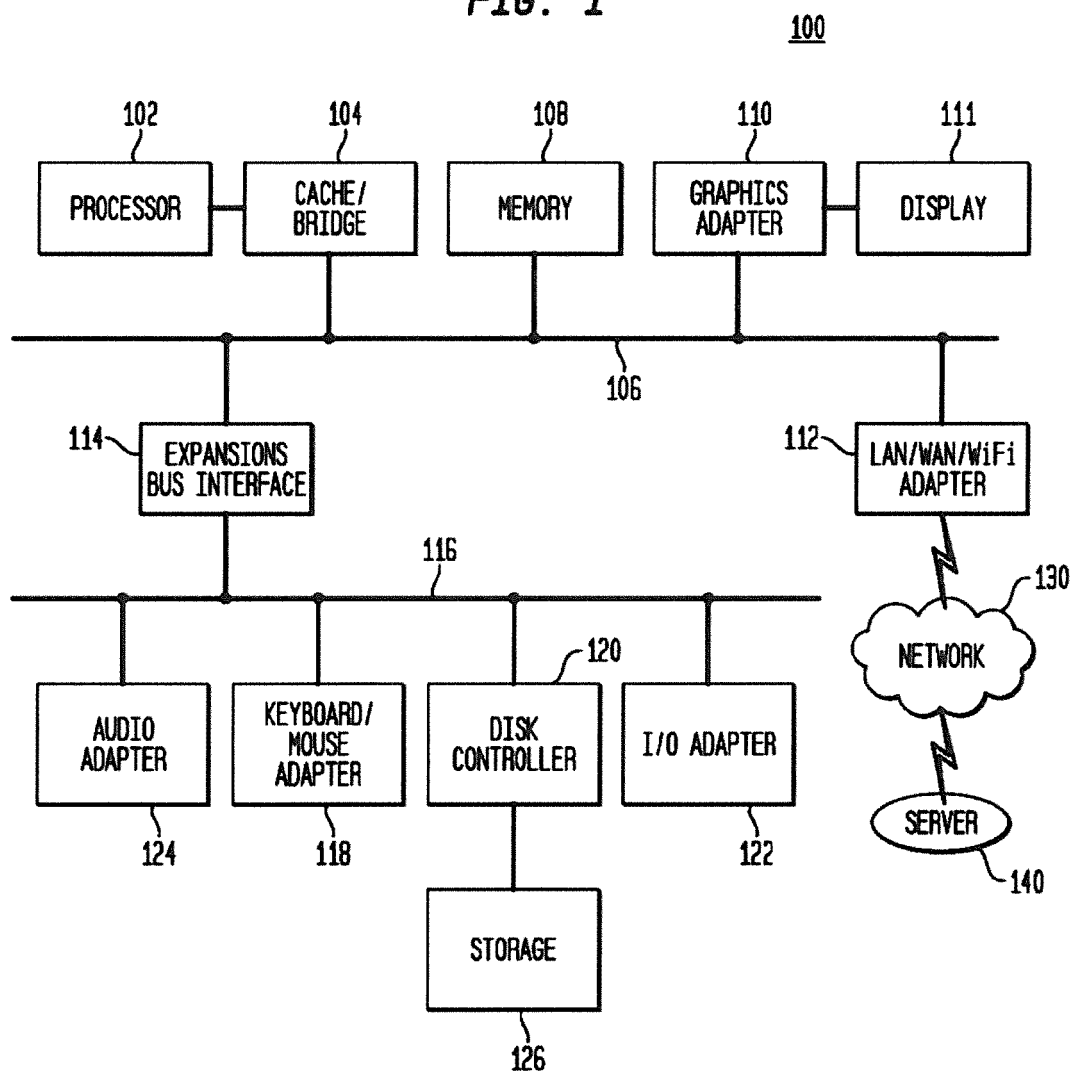 FIG. 1
100
102
104
108
110
111
PROCESSOR
CACHE/
BRIDGE
MEMORY
GRAPHICS
ADAPTER
DISPLAY
106
114
EXPANSIONS
BUS INTERFACE
112
LAN/WAN/WiFi
ADAPTER
116
130
NETWORK
120
AUDIO
ADAPTER
KEYBOARD/
MOUSE
ADAPTER
DISK
CONTROLLER
I/O ADAPTER
SERVER
124
118
122
140
STORAGE
126